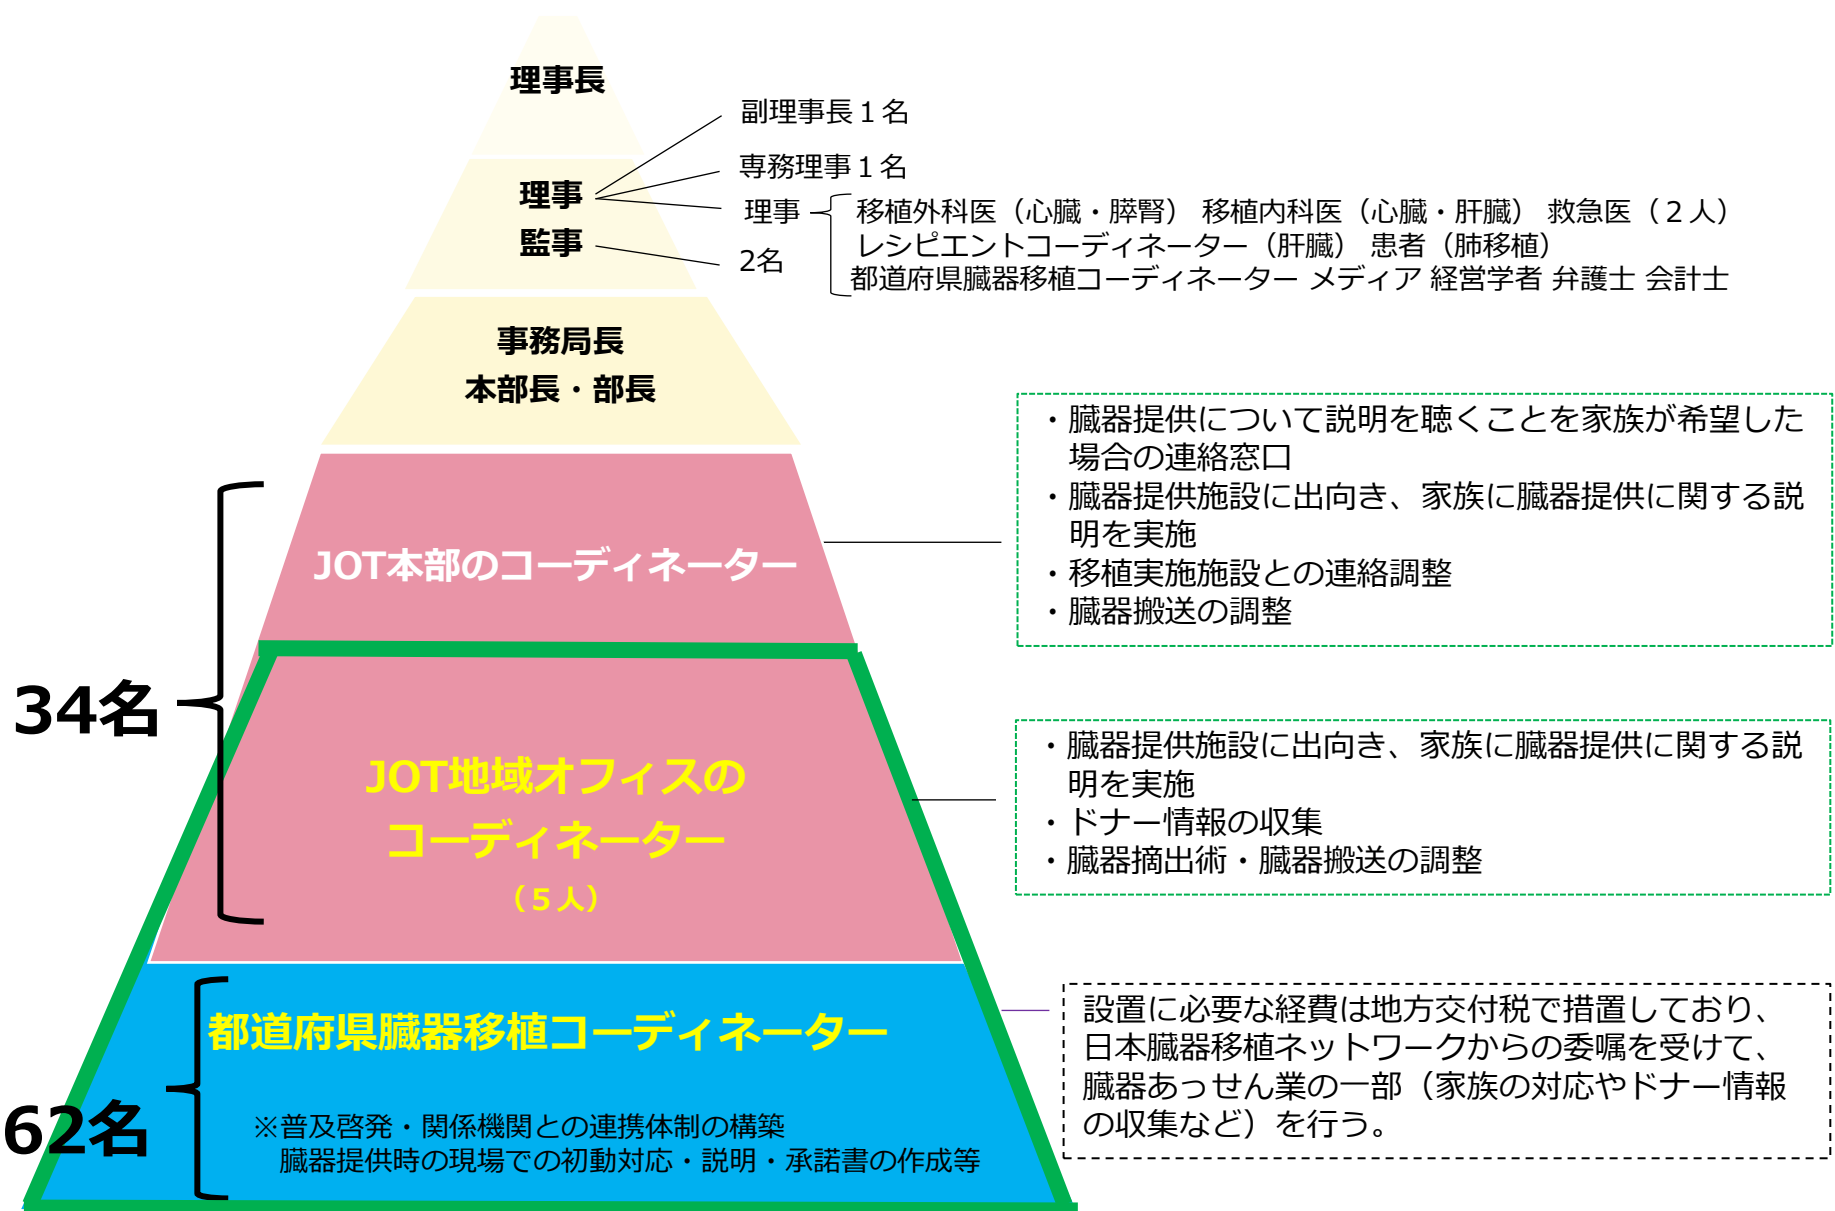 理事長
副理事長１名
専務理事１名
理事
監事
理事
2名
移植外科医（心臓・膵腎） 移植内科医（心臓・肝臓） 救急医（２人）
レシピエントコーディネーター（肝臓） 患者（肺移植）
都道府県臓器移植コーディネーター メディア 経営学者 弁護士 会計士
事務局長
本部長・部長
34名
JOT本部のコーディネーター
・臓器提供について説明を聴くことを家族が希望した
場合の連絡窓口
・臓器提供施設に出向き、家族に臓器提供に関する説
明を実施
・移植実施施設との連絡調整
・臓器搬送の調整
JOT地域オフィスの
コーディネーター
（５人）
・臓器提供施設に出向き、家族に臓器提供に関する説
明を実施
・ドナー情報の収集
・臓器摘出術・臓器搬送の調整
62名
都道府県臓器移植コーディネーター
※普及啓発・関係機関との連携体制の構築
臓器提供時の現場での初動対応・説明・承諾書の作成等
設置に必要な経費は地方交付税で措置しており、
日本臓器移植ネットワークからの委嘱を受けて、
臓器あっせん業の一部（家族の対応やドナー情報
の収集など）を行う。